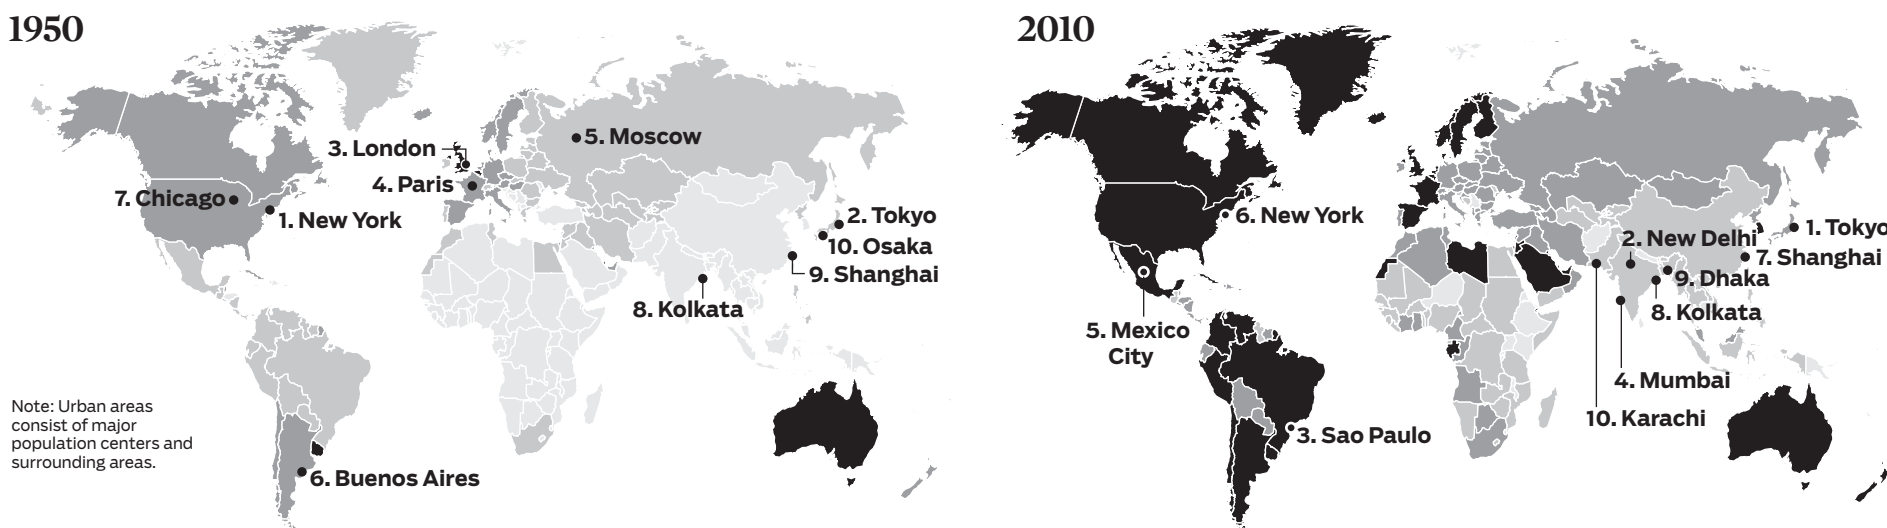 1950
3. London
5. Moscow
4. Paris
7. Chicago
1. New York
2. Tokyo
10. Osaka
9. Shanghai
8. Kolkata
6. Buenos Aires
Note: Urban areas
consist of major
population centers and
surrounding areas.
2010
6. New York
1. Tokyo
2. New Delhi
7. Shanghai
9. Dhaka
8. Kolkata
5. Mexico
City
4. Mumbai
10. Karachi
3. Sao Paulo